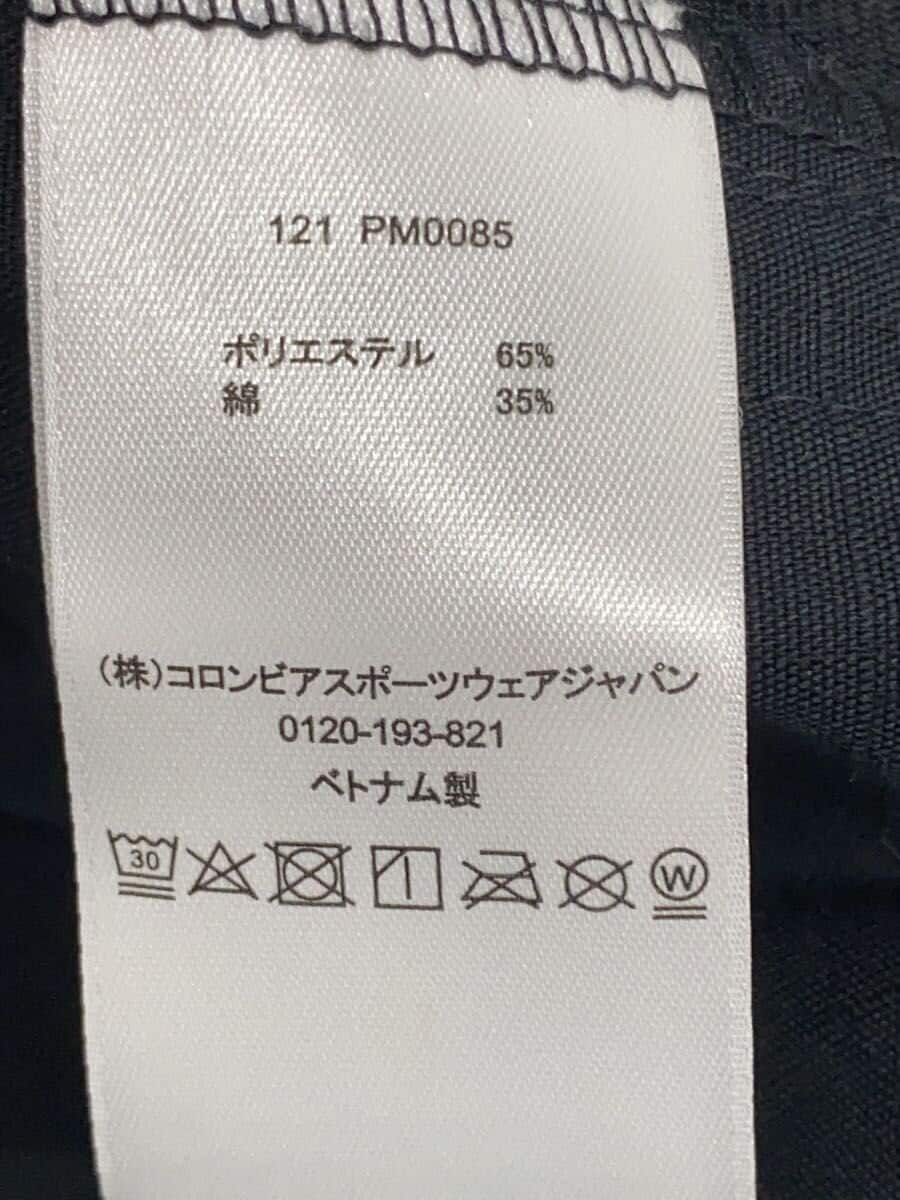 121 PM0085
ポリエステル 65%
綿 35%
(株)コロンビアスポーツウェアジャパン
0120-193-821
ベトナム製
30
W